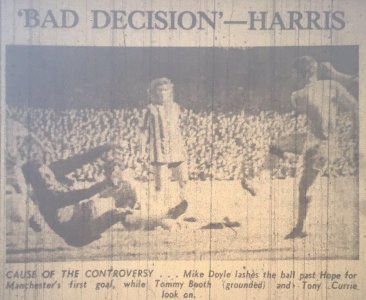 'BAD DECISION'—HARRIS
CAUSE OF THE CONTROVERSY . . . Mike Doyle lashes the ball past Hope for
Manchester's first goal, while Tommy Booth (grounded) and Tony Currie
look on.